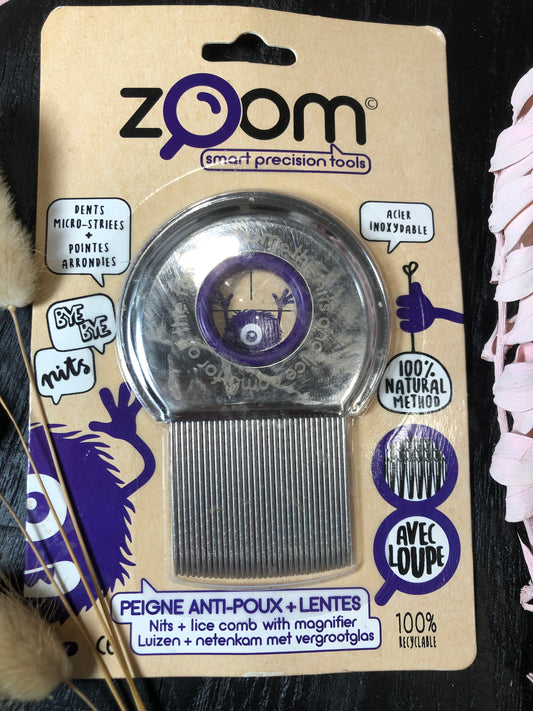 zoom©
smart precision tools
DENTS
MICRO-STRIEES
+
POINTES
ARRONDIES
ACIER
INOXYDABLE
BYE
BYE
nits
100%
NATURAL
METHOD
AVEC
LOUPE
PEIGNE ANTI-POUX + LENTES
Nits + lice comb with magnifier
Luizen + netenkam met vergrootglas
100%
RECYCLABLE